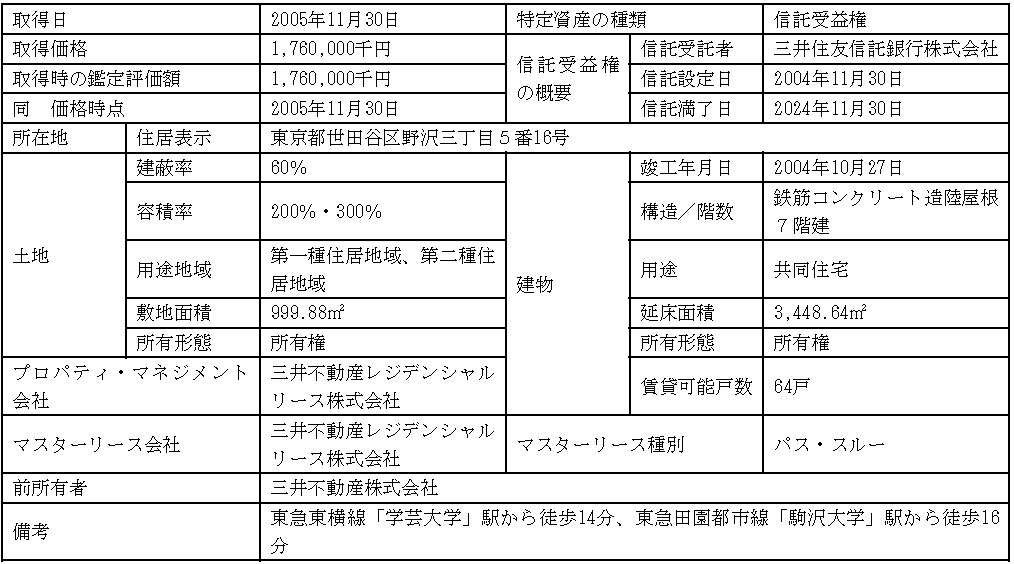 取得日 2005年11月30日 特定資産の種類 信託受益権
取得価格 1,760,000千円 信託受益権の概要 信託受託者 三井住友信託銀行株式会社
取得時の鑑定評価額 1,760,000千円 信託設定日 2004年11月30日
同　価格時点 2005年11月30日 信託満了日 2024年11月30日
所在地 住居表示 東京都世田谷区野沢三丁目５番16号
土地 建蔽率 60％ 建物 竣工年月日 2004年10月27日
容積率 200％・300％ 構造／階数 鉄筋コンクリート造陸屋根
７階建
用途地域 第一種住居地域、第二種住
居地域 用途 共同住宅
敷地面積 999.88㎡ 延床面積 3,448.64㎡
所有形態 所有権 所有形態 所有権
プロパティ・マネジメント
会社 三井不動産レジデンシャル
リース株式会社 賃貸可能戸数 64戸
マスターリース会社 三井不動産レジデンシャル
リース株式会社 マスターリース種別 パス・スルー
前所有者 三井不動産株式会社
備考 東急東横線「学芸大学」駅から徒歩14分、東急田園都市線「駒沢大学」駅から徒歩16
分